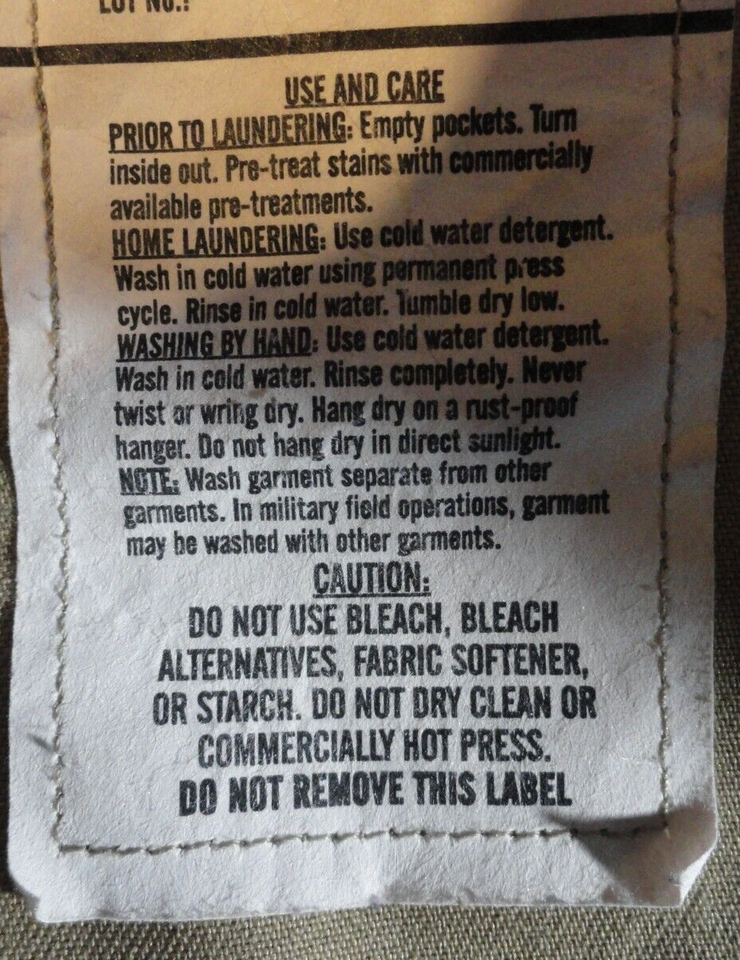 LOT NO.:
USE AND CARE
PRIOR TO LAUNDERING: Empty pockets. Turn
inside out. Pre-treat stains with commercially
available pre-treatments.
HOME LAUNDERING: Use cold water detergent.
Wash in cold water using permanent press
cycle. Rinse in cold water. Tumble dry low.
WASHING BY HAND: Use cold water detergent.
Wash in cold water. Rinse completely. Never
twist or wring dry. Hang dry on a rust-proof
hanger. Do not hang dry in direct sunlight.
NOTE: Wash garment separate from other
garments. In military field operations, garment
may be washed with other garments.
CAUTION:
DO NOT USE BLEACH, BLEACH
ALTERNATIVES, FABRIC SOFTENER,
OR STARCH. DO NOT DRY CLEAN OR
COMMERCIALLY HOT PRESS.
DO NOT REMOVE THIS LABEL